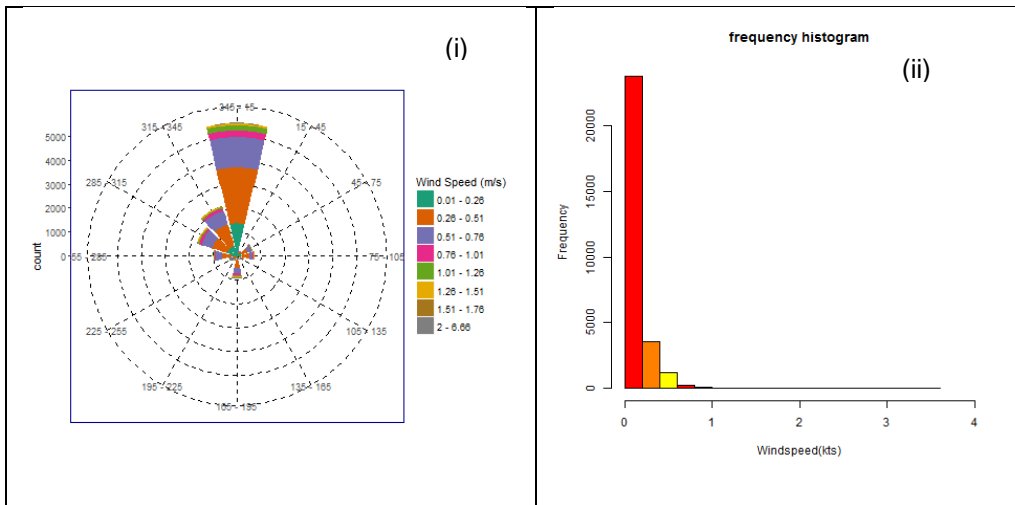 (i)
345 - 15
315 - 345
15 - 45
285 - 315
45 - 75
55 - 285
75 - 105
225 - 255
105 - 135
195 - 225
135 - 165
165 - 195
5000
4000
3000
2000
1000
0
count
Wind Speed (m/s)
0.01 - 0.26
0.26 - 0.51
0.51 - 0.76
0.76 - 1.01
1.01 - 1.26
1.26 - 1.51
1.51 - 1.76
2 - 6.66
frequency histogram
(ii)
Frequency
20000
15000
10000
5000
0
0 1 2 3 4
Windspeed(kts)